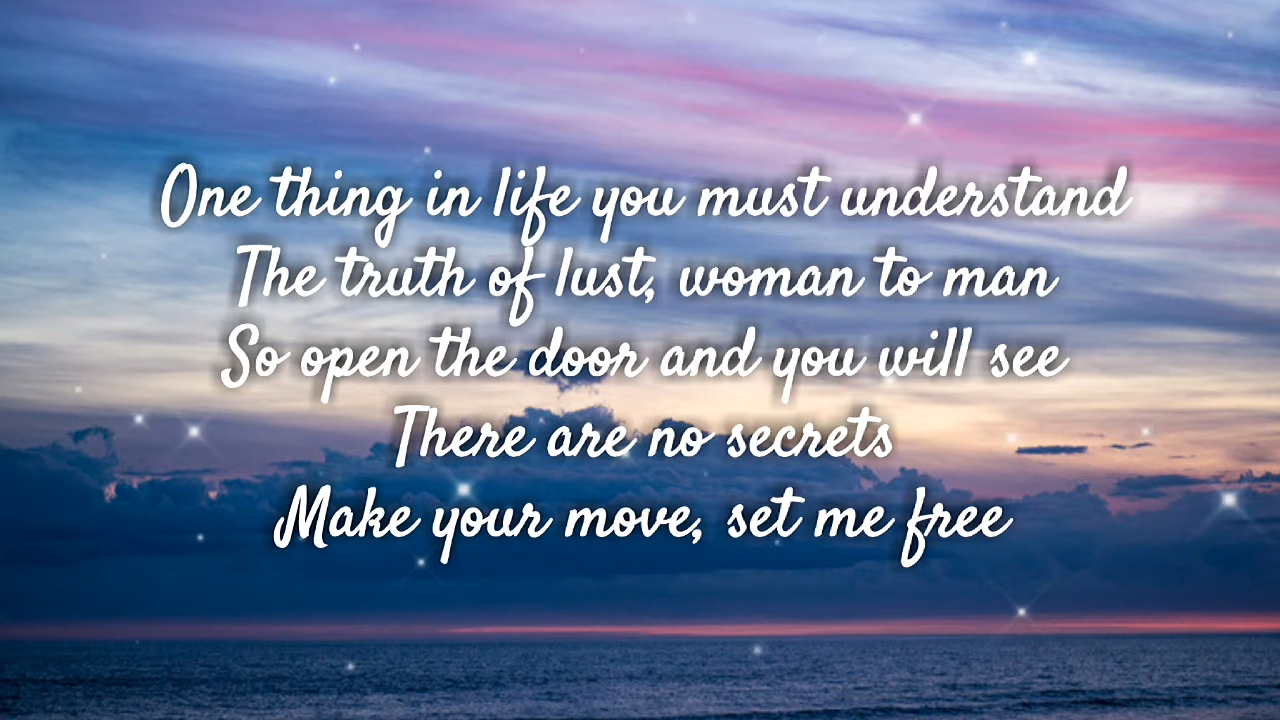 One thing in life you must understand
The truth of lust, woman to man
So open the door and you will see
There are no secrets
Make your move, set me free